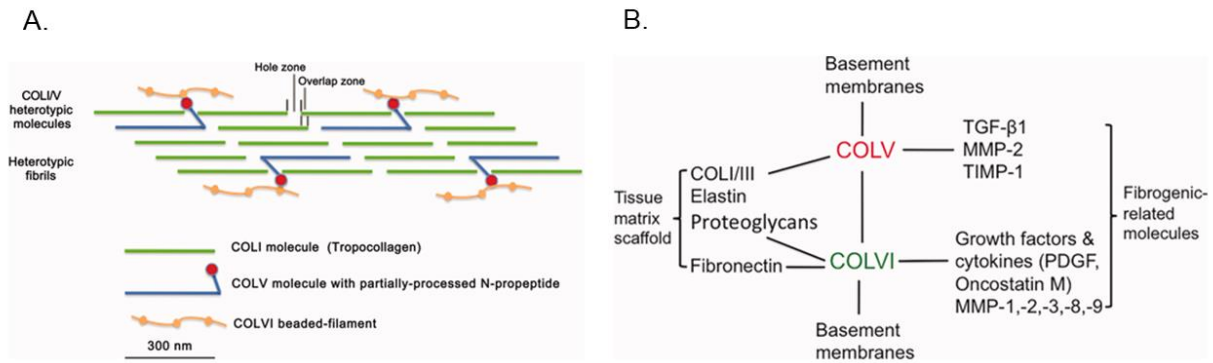 A.
Hole zone
Overlap zone
COLI/V
heterotypic
molecules
Heterotypic
fibrils
COLI molecule (Tropocollagen)
COLV molecule with partially-processed N-propeptide
COLVI beaded-filament
300 nm
B.
Basement
membranes
COLV
TGF-β1
MMP-2
TIMP-1
Tissue
matrix
scaffold
COLI/III
Elastin
Proteoglycans
Fibronectin
COLVI
Growth factors &
cytokines (PDGF,
Oncostatin M)
MMP-1,-2,-3,-8,-9
Fibrogenic-
related
molecules
Basement
membranes